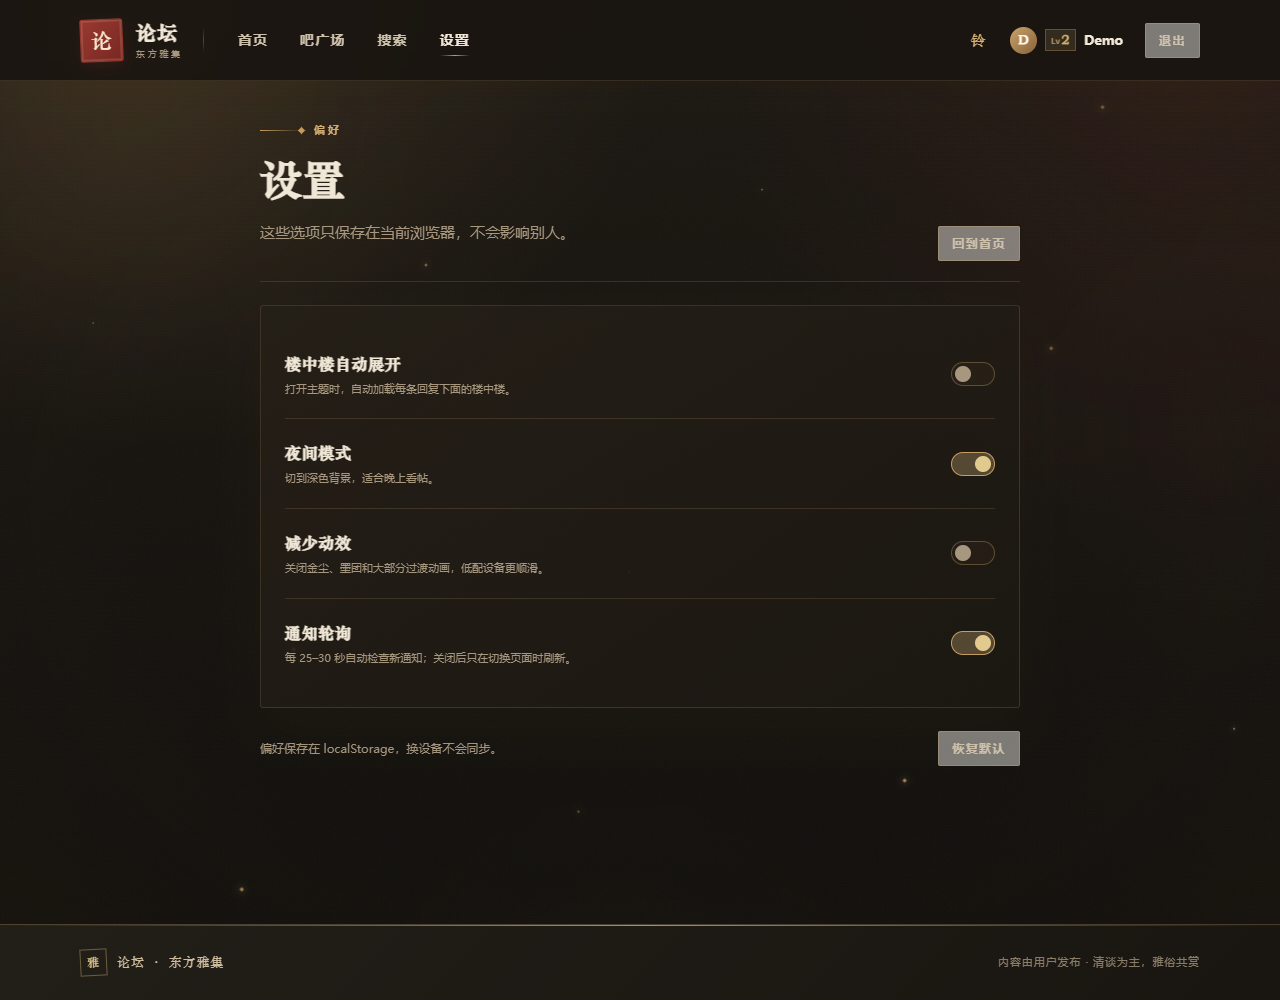 论
论坛
东方雅集
首页
吧广场
搜索
设置
铃
D
Lv2
Demo
退出
偏好
设置
这些选项只保存在当前浏览器，不会影响别人。
回到首页
楼中楼自动展开
打开主题时，自动加载每条回复下面的楼中楼。
夜间模式
切到深色背景，适合晚上看帖。
减少动效
关闭金尘、墨团和大部分过渡动画，低配设备更顺滑。
通知轮询
每 25–30 秒自动检查新通知；关闭后只在切换页面时刷新。
偏好保存在 localStorage，换设备不会同步。
恢复默认
雅
论坛 · 东方雅集
内容由用户发布 · 清谈为主，雅俗共赏